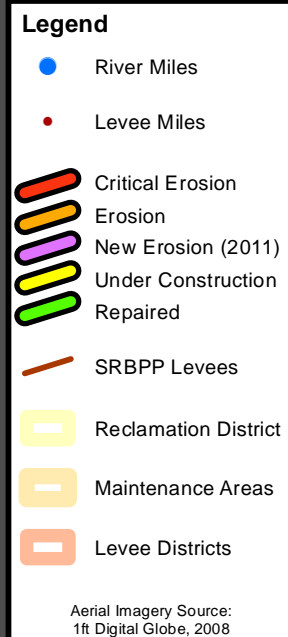 Legend
River Miles
Levee Miles
Critical Erosion
Erosion
New Erosion (2011)
Under Construction
Repaired
SRBPP Levees
Reclamation District
Maintenance Areas
Levee Districts
Aerial Imagery Source:
1ft Digital Globe, 2008